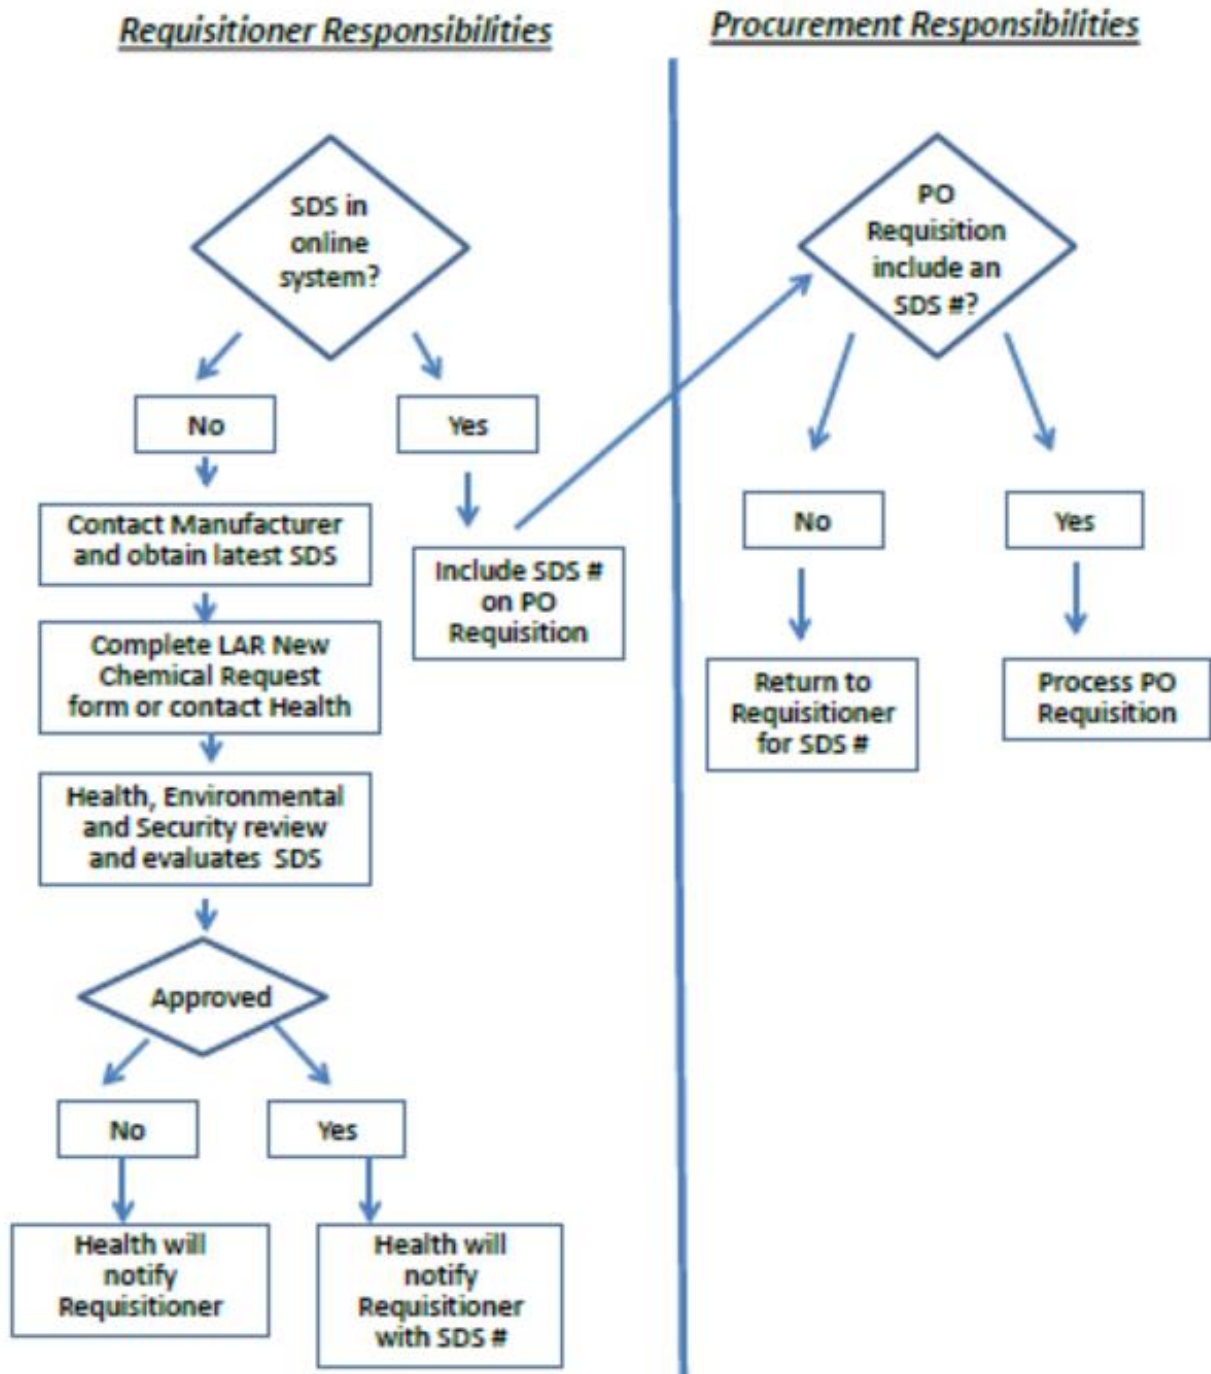 Requisitioner Responsibilities
SDS in
online
system?
No
Yes
Contact Manufacturer
and obtain latest SDS
Include SDS #
on PO
Requisition
Complete LAR New
Chemical Request
form or contact Health
Health, Environmental
and Security review
and evaluates SDS
Approved
No
Yes
Health will
notify
Requisitioner
Health will
notify
Requisitioner
with SDS #
Procurement Responsibilities
PO
Requisition
include an
SDS #?
No
Yes
Return to
Requisitioner
for SDS #
Process PO
Requisition